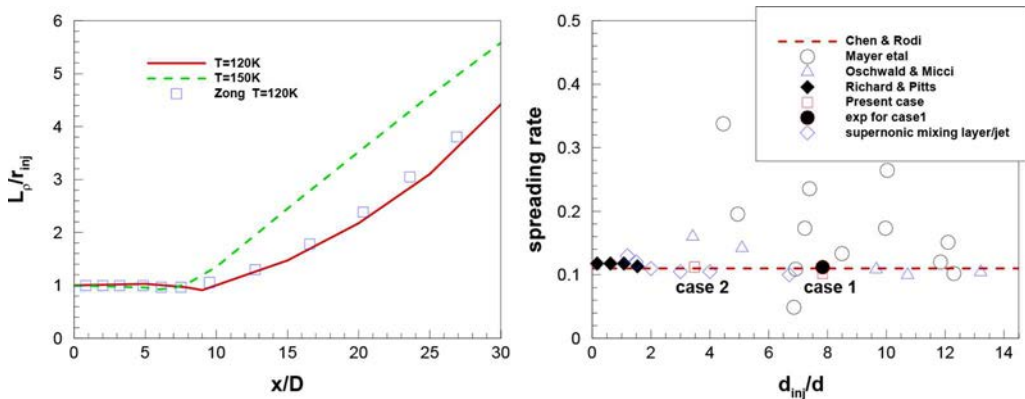 6
5
4
3
2
1
0
0
5
10
15
20
25
30
L_ρ/r_inj
x/D
T=120K
T=150K
Zong T=120K
0.5
0.4
0.3
0.2
0.1
0
0
2
4
6
8
10
12
14
spreading rate
d_inj/d
Chen & Rodi
Mayer etal
Oschwald & Micci
Richard & Pitts
Present case
exp for case1
supernonic mixing layer/jet
case 2
case 1